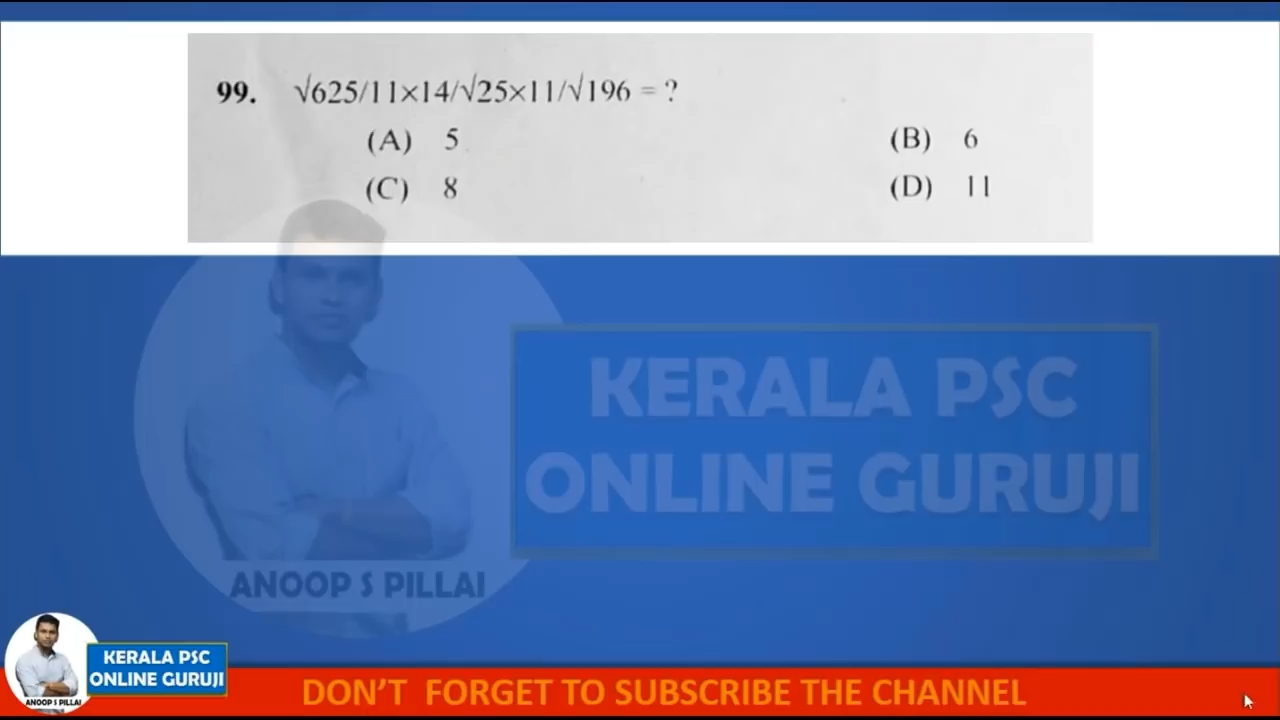 99. √625/11×14/√25×11/√196 = ?
(A) 5 (B) 6
(C) 8 (D) 11
KERALA PSC
ONLINE GURUJI
ANOOP S PILLAI
KERALA PSC
ONLINE GURUJI
ANOOP S PILLAI
DON'T FORGET TO SUBSCRIBE THE CHANNEL